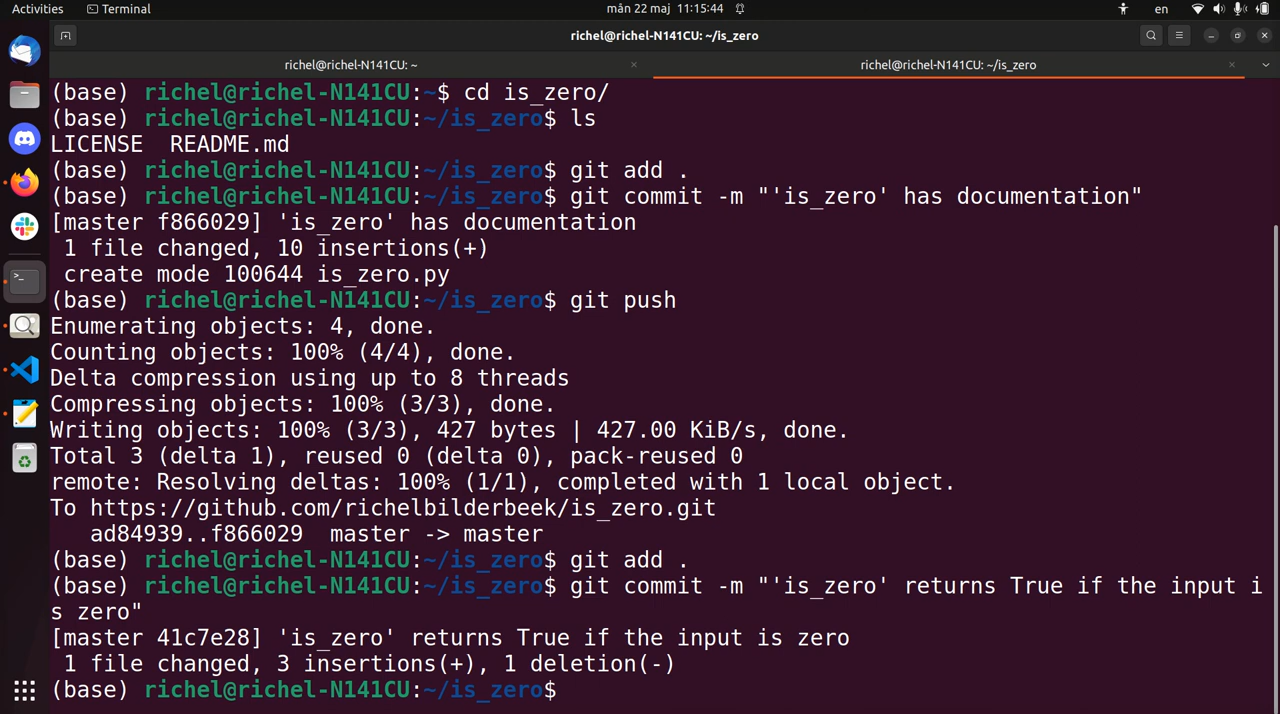 Activities Terminal mån 22 maj 11:15:44 en
richel@richel-N141CU: ~/is_zero
richel@richel-N141CU: ~ richel@richel-N141CU: ~/is_zero
(base) richel@richel-N141CU:~$ cd is_zero/
(base) richel@richel-N141CU:~/is_zero$ ls
LICENSE  README.md
(base) richel@richel-N141CU:~/is_zero$ git add .
(base) richel@richel-N141CU:~/is_zero$ git commit -m "'is_zero' has documentation"
[master f866029] 'is_zero' has documentation
 1 file changed, 10 insertions(+)
 create mode 100644 is_zero.py
(base) richel@richel-N141CU:~/is_zero$ git push
Enumerating objects: 4, done.
Counting objects: 100% (4/4), done.
Delta compression using up to 8 threads
Compressing objects: 100% (3/3), done.
Writing objects: 100% (3/3), 427 bytes | 427.00 KiB/s, done.
Total 3 (delta 1), reused 0 (delta 0), pack-reused 0
remote: Resolving deltas: 100% (1/1), completed with 1 local object.
To https://github.com/richelbilderbeek/is_zero.git
   ad84939..f866029  master -> master
(base) richel@richel-N141CU:~/is_zero$ git add .
(base) richel@richel-N141CU:~/is_zero$ git commit -m "'is_zero' returns True if the input i
s zero"
[master 41c7e28] 'is_zero' returns True if the input is zero
 1 file changed, 3 insertions(+), 1 deletion(-)
(base) richel@richel-N141CU:~/is_zero$